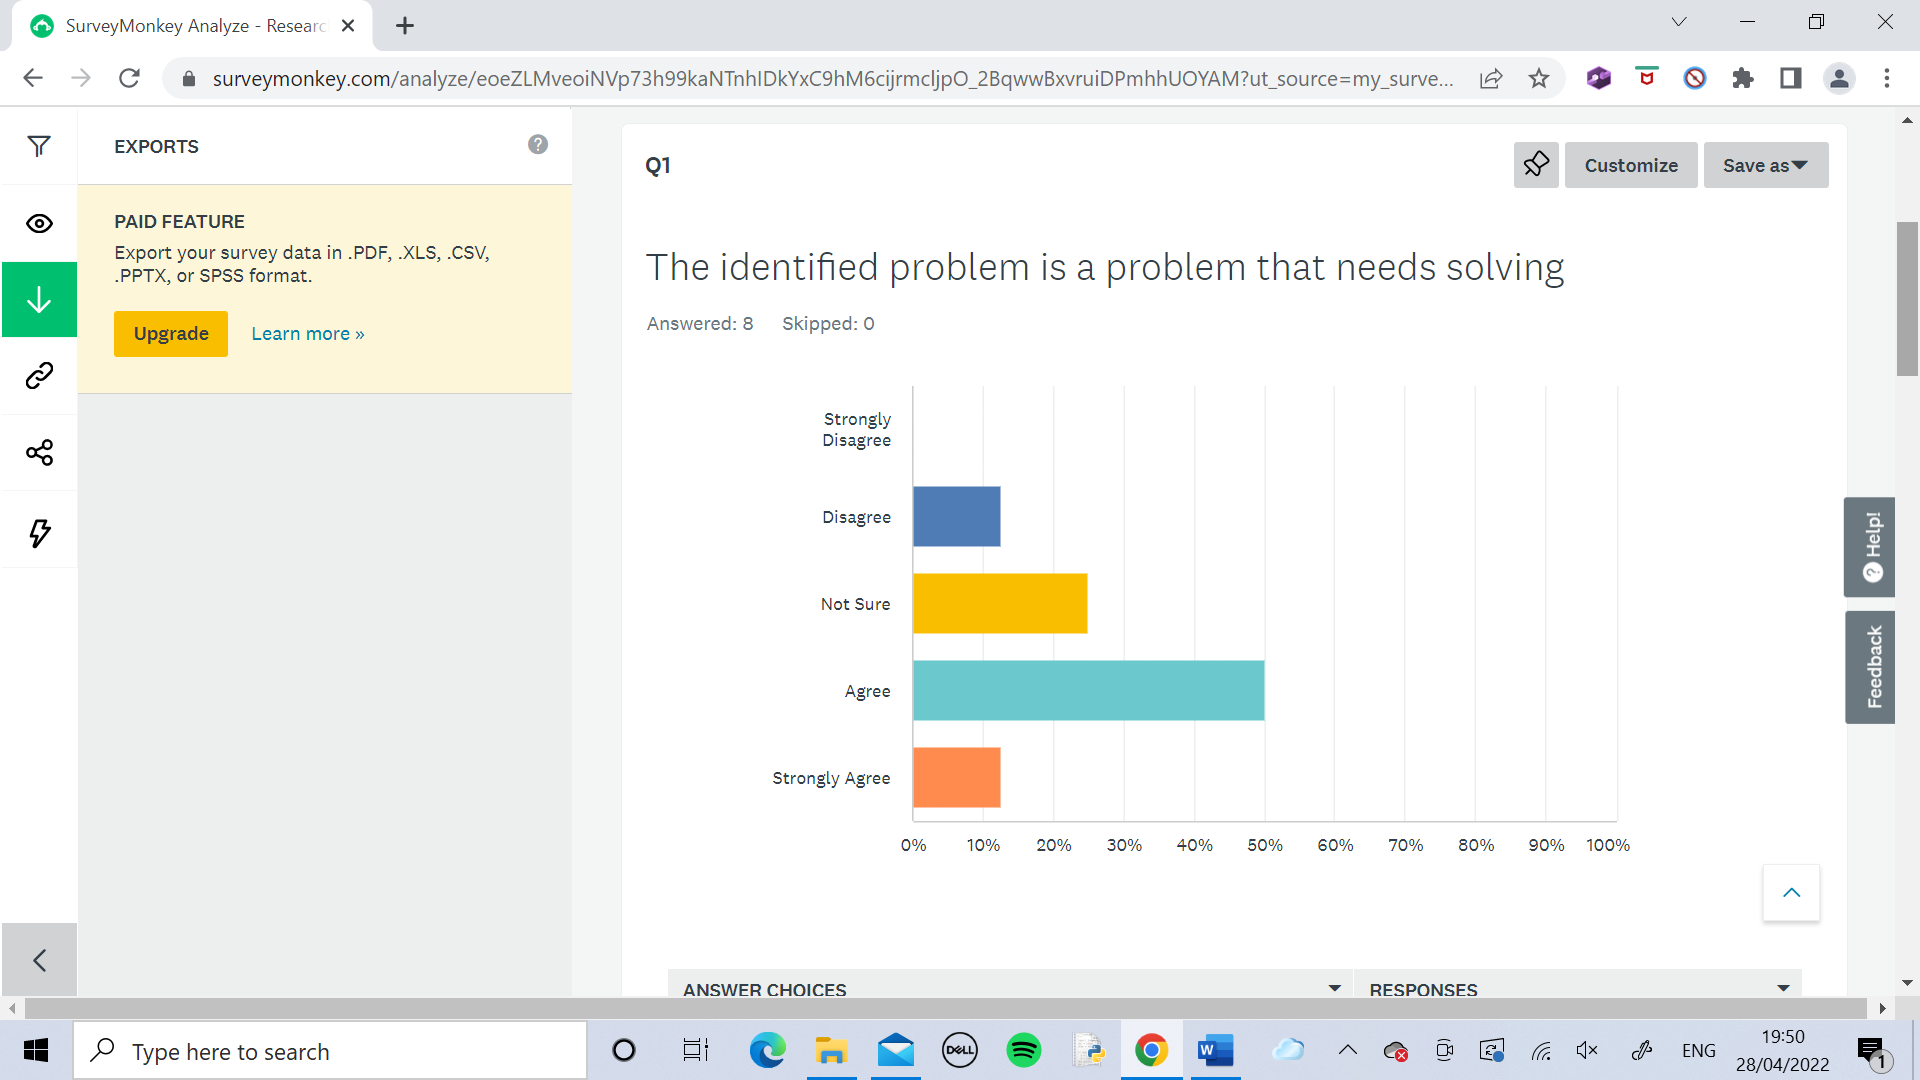 SurveyMonkey Analyze - Researc
surveymonkey.com/analyze/eoeZLMveoiNVp73h99kaNTnhIDkYxC9hM6cijrmcljpO_2BqwwBxvruiDPmhhUOYAM?ut_source=my_surve...
EXPORTS
PAID FEATURE
Export your survey data in .PDF, .XLS, .CSV,
.PPTX, or SPSS format.
Upgrade Learn more »
Q1
Customize Save as
The identified problem is a problem that needs solving
Answered: 8 Skipped: 0
Strongly
Disagree
Disagree
Not Sure
Agree
Strongly Agree
0% 10% 20% 30% 40% 50% 60% 70% 80% 90% 100%
Help!
Feedback
ANSWER CHOICES RESPONSES
Type here to search
DELL
W
ENG
19:50
28/04/2022
1